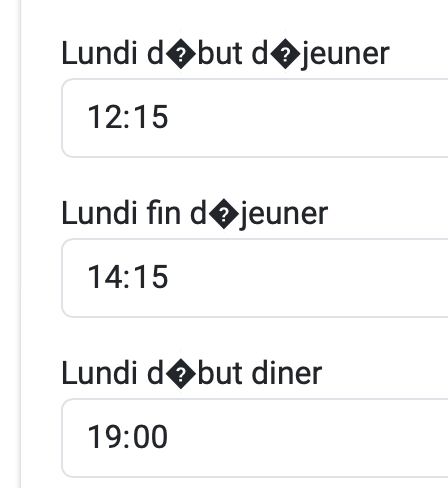 Lundi d�but d�jeuner
12:15
Lundi fin d�jeuner
14:15
Lundi d�but diner
19:00